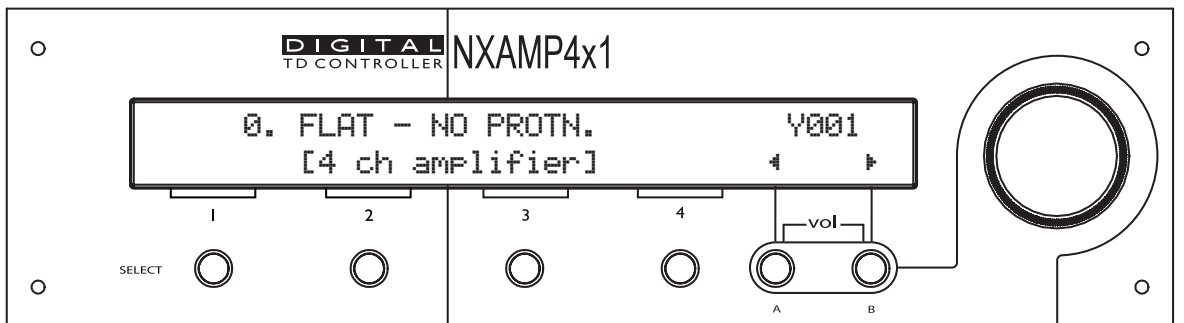 DIGITAL
TD CONTROLLER
NXAMP4x1
0. FLAT - NO PROTN. Y001
[4 ch amplifier]
1 2 3 4
vol
SELECT
A B